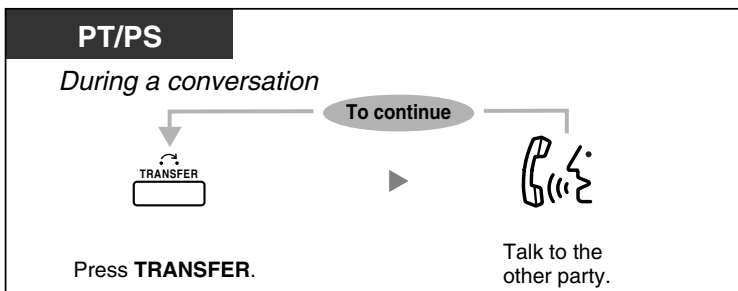 PT/PS
During a conversation
To continue
TRANSFER
Press TRANSFER.
Talk to the
other party.